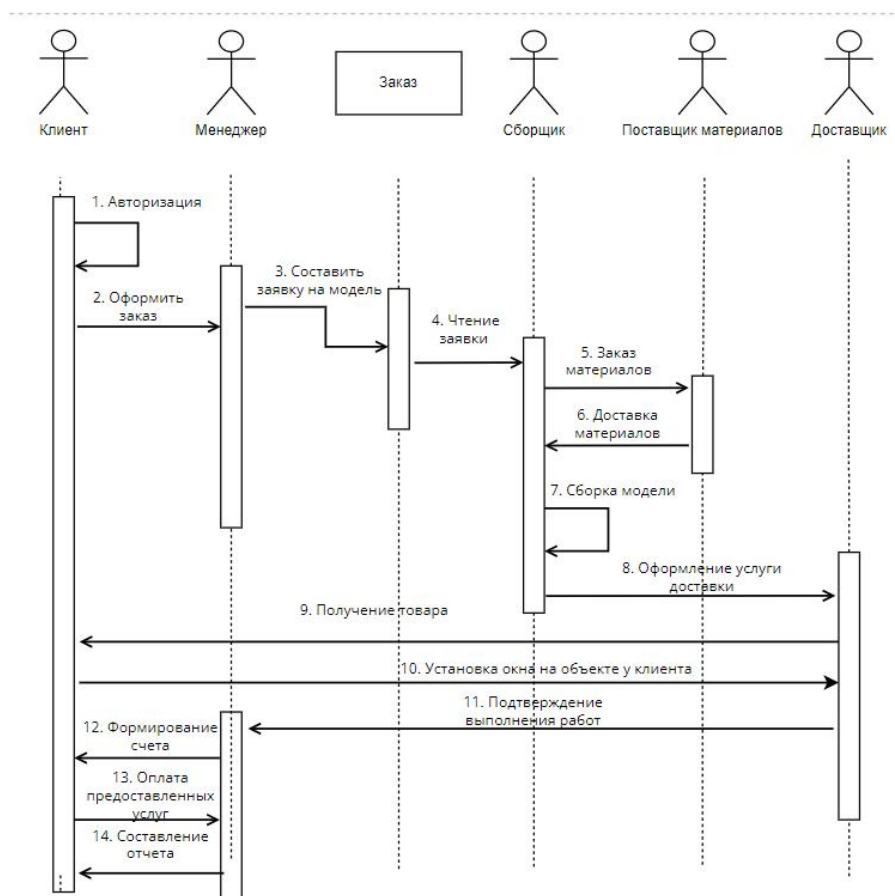 Клиент
Менеджер
Заказ
Сборщик
Поставщик материалов
Доставщик
1. Авторизация
2. Оформить
заказ
3. Составить
заявку на модель
4. Чтение
заявки
5. Заказ
материалов
6. Доставка
материалов
7. Сборка модели
8. Оформление услуги
доставки
9. Получение товара
10. Установка окна на объекте у клиента
11. Подтверждение
выполнения работ
12. Формирование
счета
13. Оплата
предоставленных
услуг
14. Составление
отчета